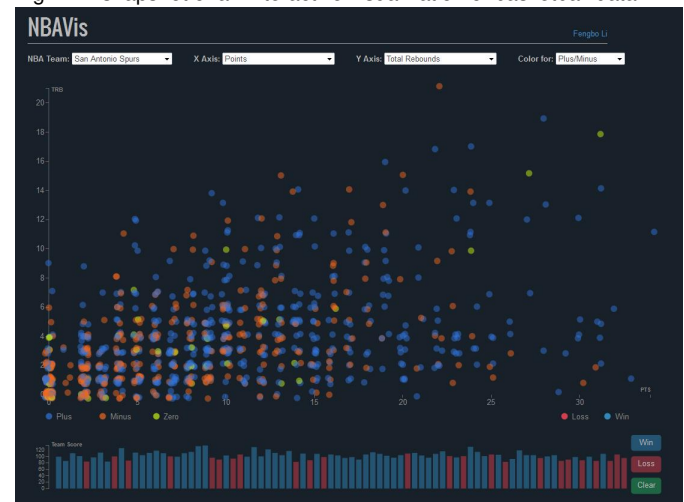 NBAVis
Fengbo Li
NBA Team: San Antonio Spurs X Axis: Points Y Axis: Total Rebounds Color for: Plus/Minus
TRB
20
18
16
14
12
10
8
6
4
2
0
0 5 10 15 20 25 30
PTS
Plus Minus Zero Loss Win
Team Score
120
100
80
60
40
20
0
Win
Loss
Clear